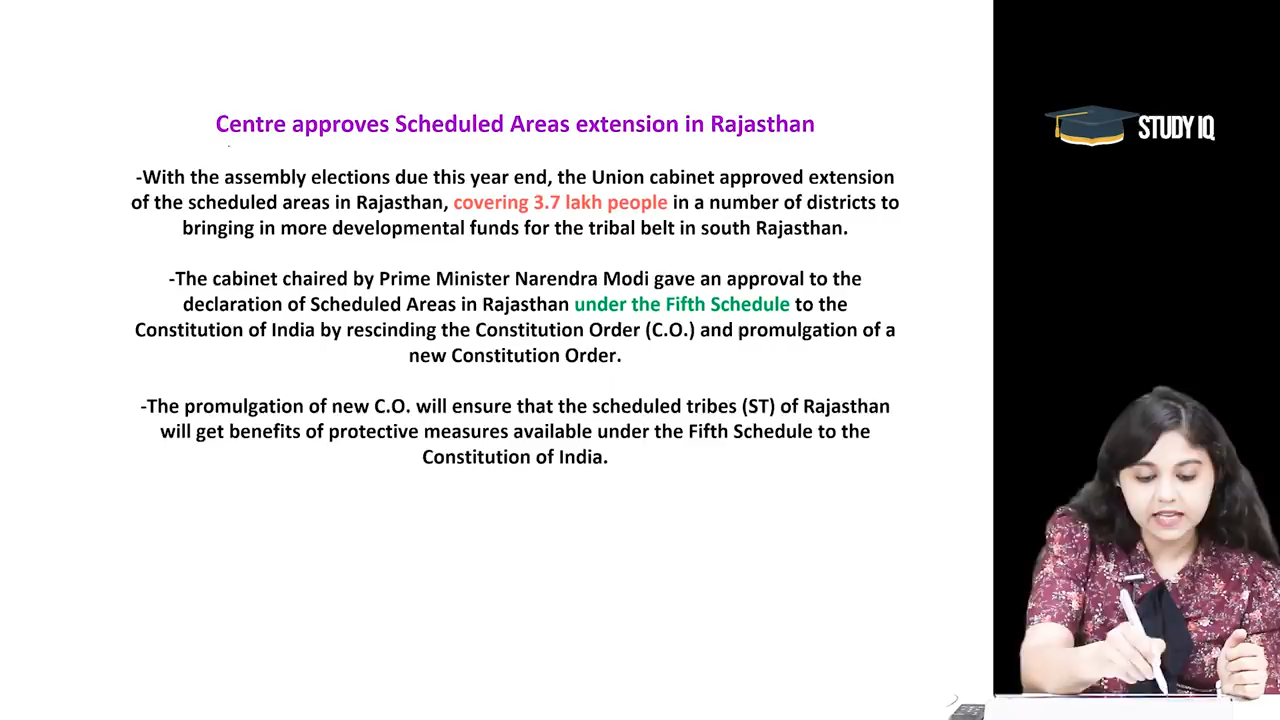 Centre approves Scheduled Areas extension in Rajasthan
-With the assembly elections due this year end, the Union cabinet approved extension
of the scheduled areas in Rajasthan, covering 3.7 lakh people in a number of districts to
bringing in more developmental funds for the tribal belt in south Rajasthan.
-The cabinet chaired by Prime Minister Narendra Modi gave an approval to the
declaration of Scheduled Areas in Rajasthan under the Fifth Schedule to the
Constitution of India by rescinding the Constitution Order (C.O.) and promulgation of a
new Constitution Order.
-The promulgation of new C.O. will ensure that the scheduled tribes (ST) of Rajasthan
will get benefits of protective measures available under the Fifth Schedule to the
Constitution of India.
STUDY IQ